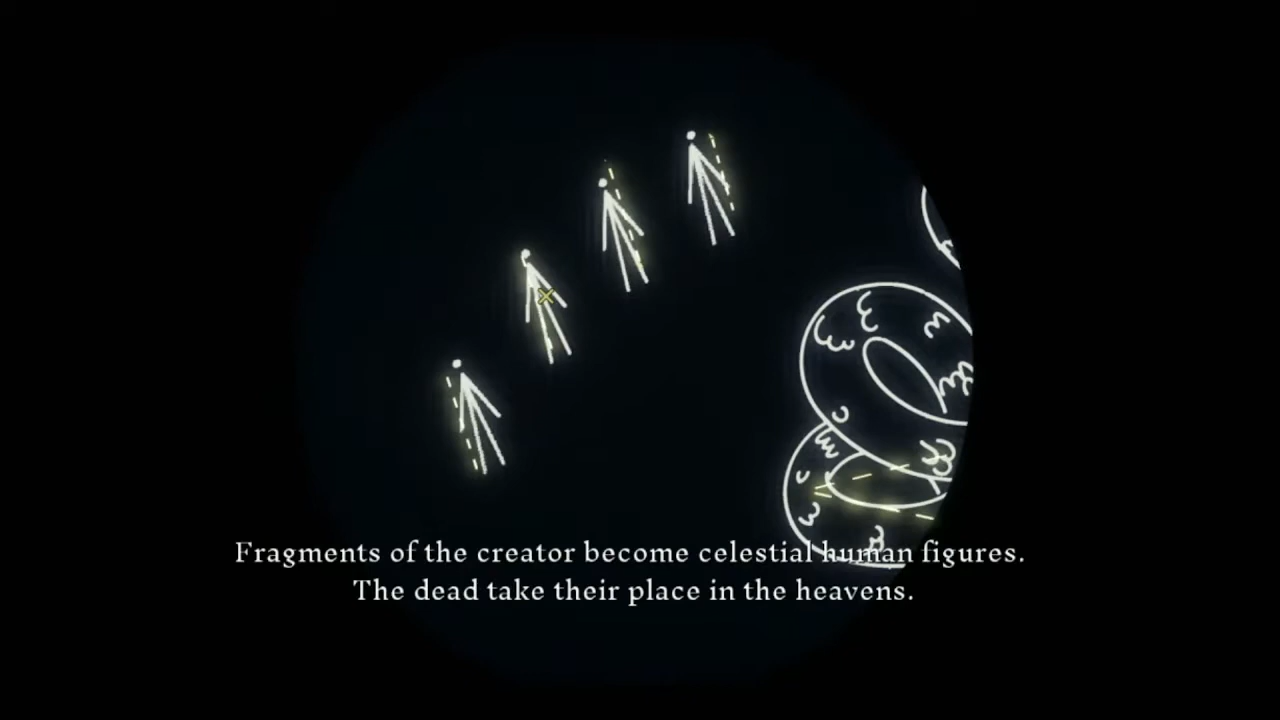 Fragments of the creator become celestial human figures.
The dead take their place in the heavens.